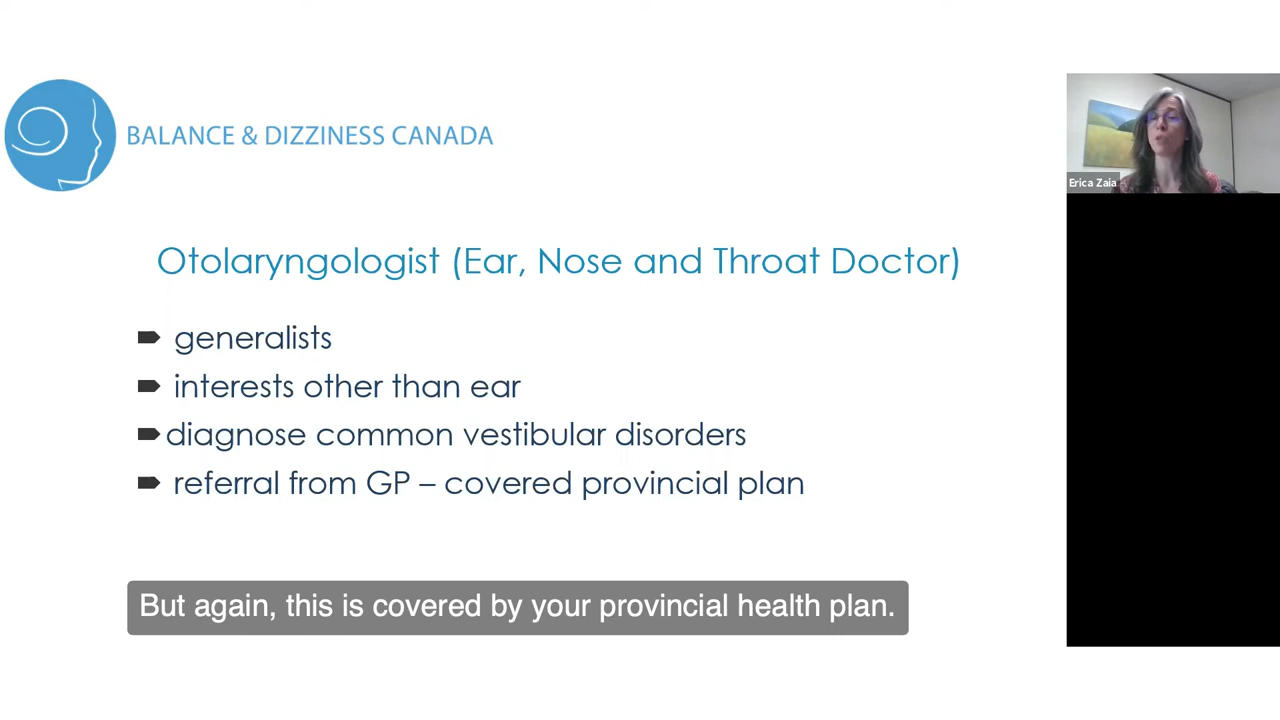 BALANCE & DIZZINESS CANADA
Erica Zaia
Otolaryngologist (Ear, Nose and Throat Doctor)
generalists
interests other than ear
diagnose common vestibular disorders
referral from GP – covered provincial plan
But again, this is covered by your provincial health plan.